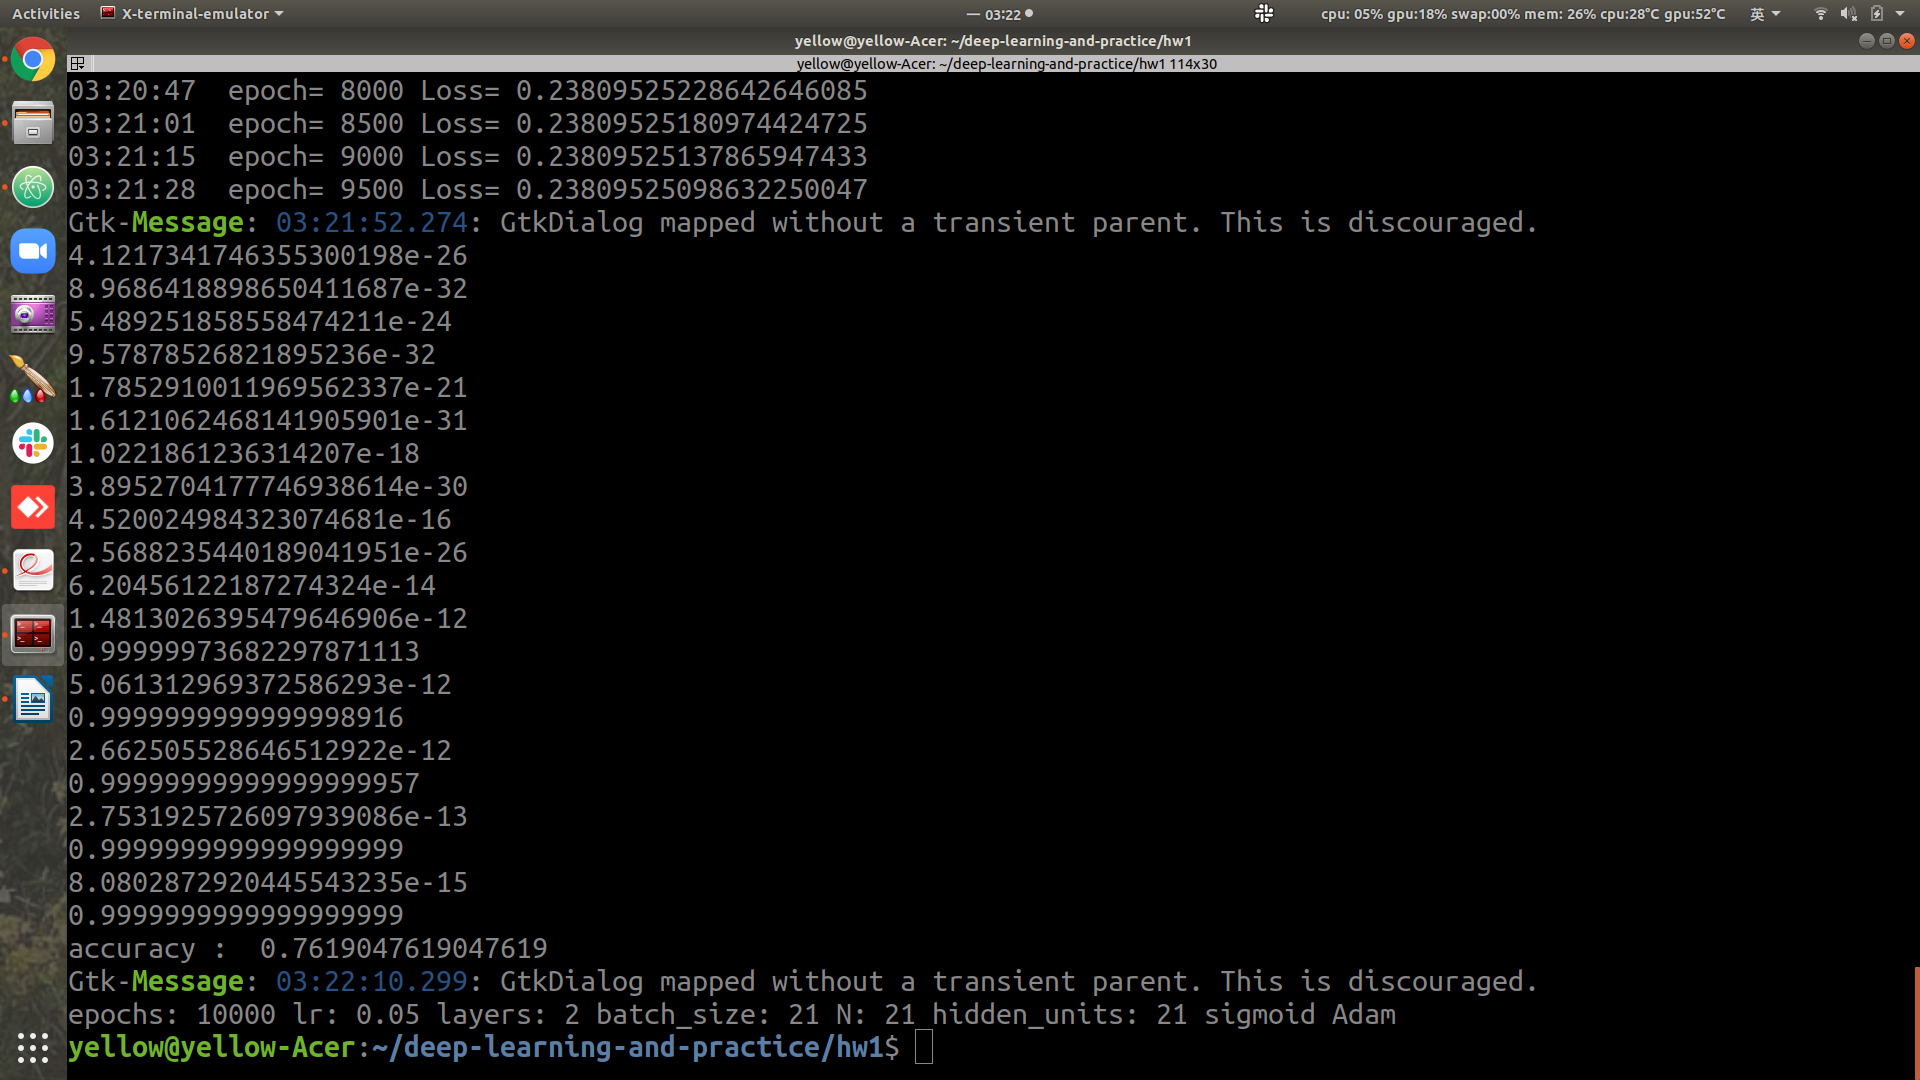 Activities X-terminal-emulator 03:22 cpu: 05% gpu:18% swap:00% mem: 26% cpu:28°C gpu:52°C 英
yellow@yellow-Acer: ~/deep-learning-and-practice/hw1
yellow@yellow-Acer: ~/deep-learning-and-practice/hw1 114x30
03:20:47  epoch= 8000 Loss= 0.23809525228642646085
03:21:01  epoch= 8500 Loss= 0.23809525180974424725
03:21:15  epoch= 9000 Loss= 0.23809525137865947433
03:21:28  epoch= 9500 Loss= 0.23809525098632250047
Gtk-Message: 03:21:52.274: GtkDialog mapped without a transient parent. This is discouraged.
4.1217341746355300198e-26
8.9686418898650411687e-32
5.489251858558474211e-24
9.57878526821895236e-32
1.7852910011969562337e-21
1.6121062468141905901e-31
1.0221861236314207e-18
3.8952704177746938614e-30
4.520024984323074681e-16
2.5688235440189041951e-26
6.20456122187274324e-14
1.4813026395479646906e-12
0.99999973682297871113
5.061312969372586293e-12
0.9999999999999998916
2.662505528646512922e-12
0.99999999999999999957
2.7531925726097939086e-13
0.9999999999999999999
8.0802872920445543235e-15
0.9999999999999999999
accuracy :  0.7619047619047619
Gtk-Message: 03:22:10.299: GtkDialog mapped without a transient parent. This is discouraged.
epochs: 10000 lr: 0.05 layers: 2 batch_size: 21 N: 21 hidden_units: 21 sigmoid Adam
yellow@yellow-Acer:~/deep-learning-and-practice/hw1$